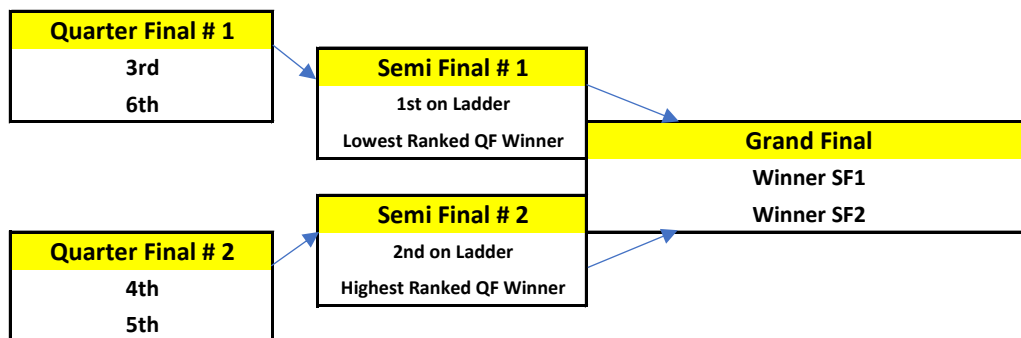 Quarter Final # 1
3rd
6th
Semi Final # 1
1st on Ladder
Lowest Ranked QF Winner
Grand Final
Winner SF1
Winner SF2
Semi Final # 2
2nd on Ladder
Highest Ranked QF Winner
Quarter Final # 2
4th
5th